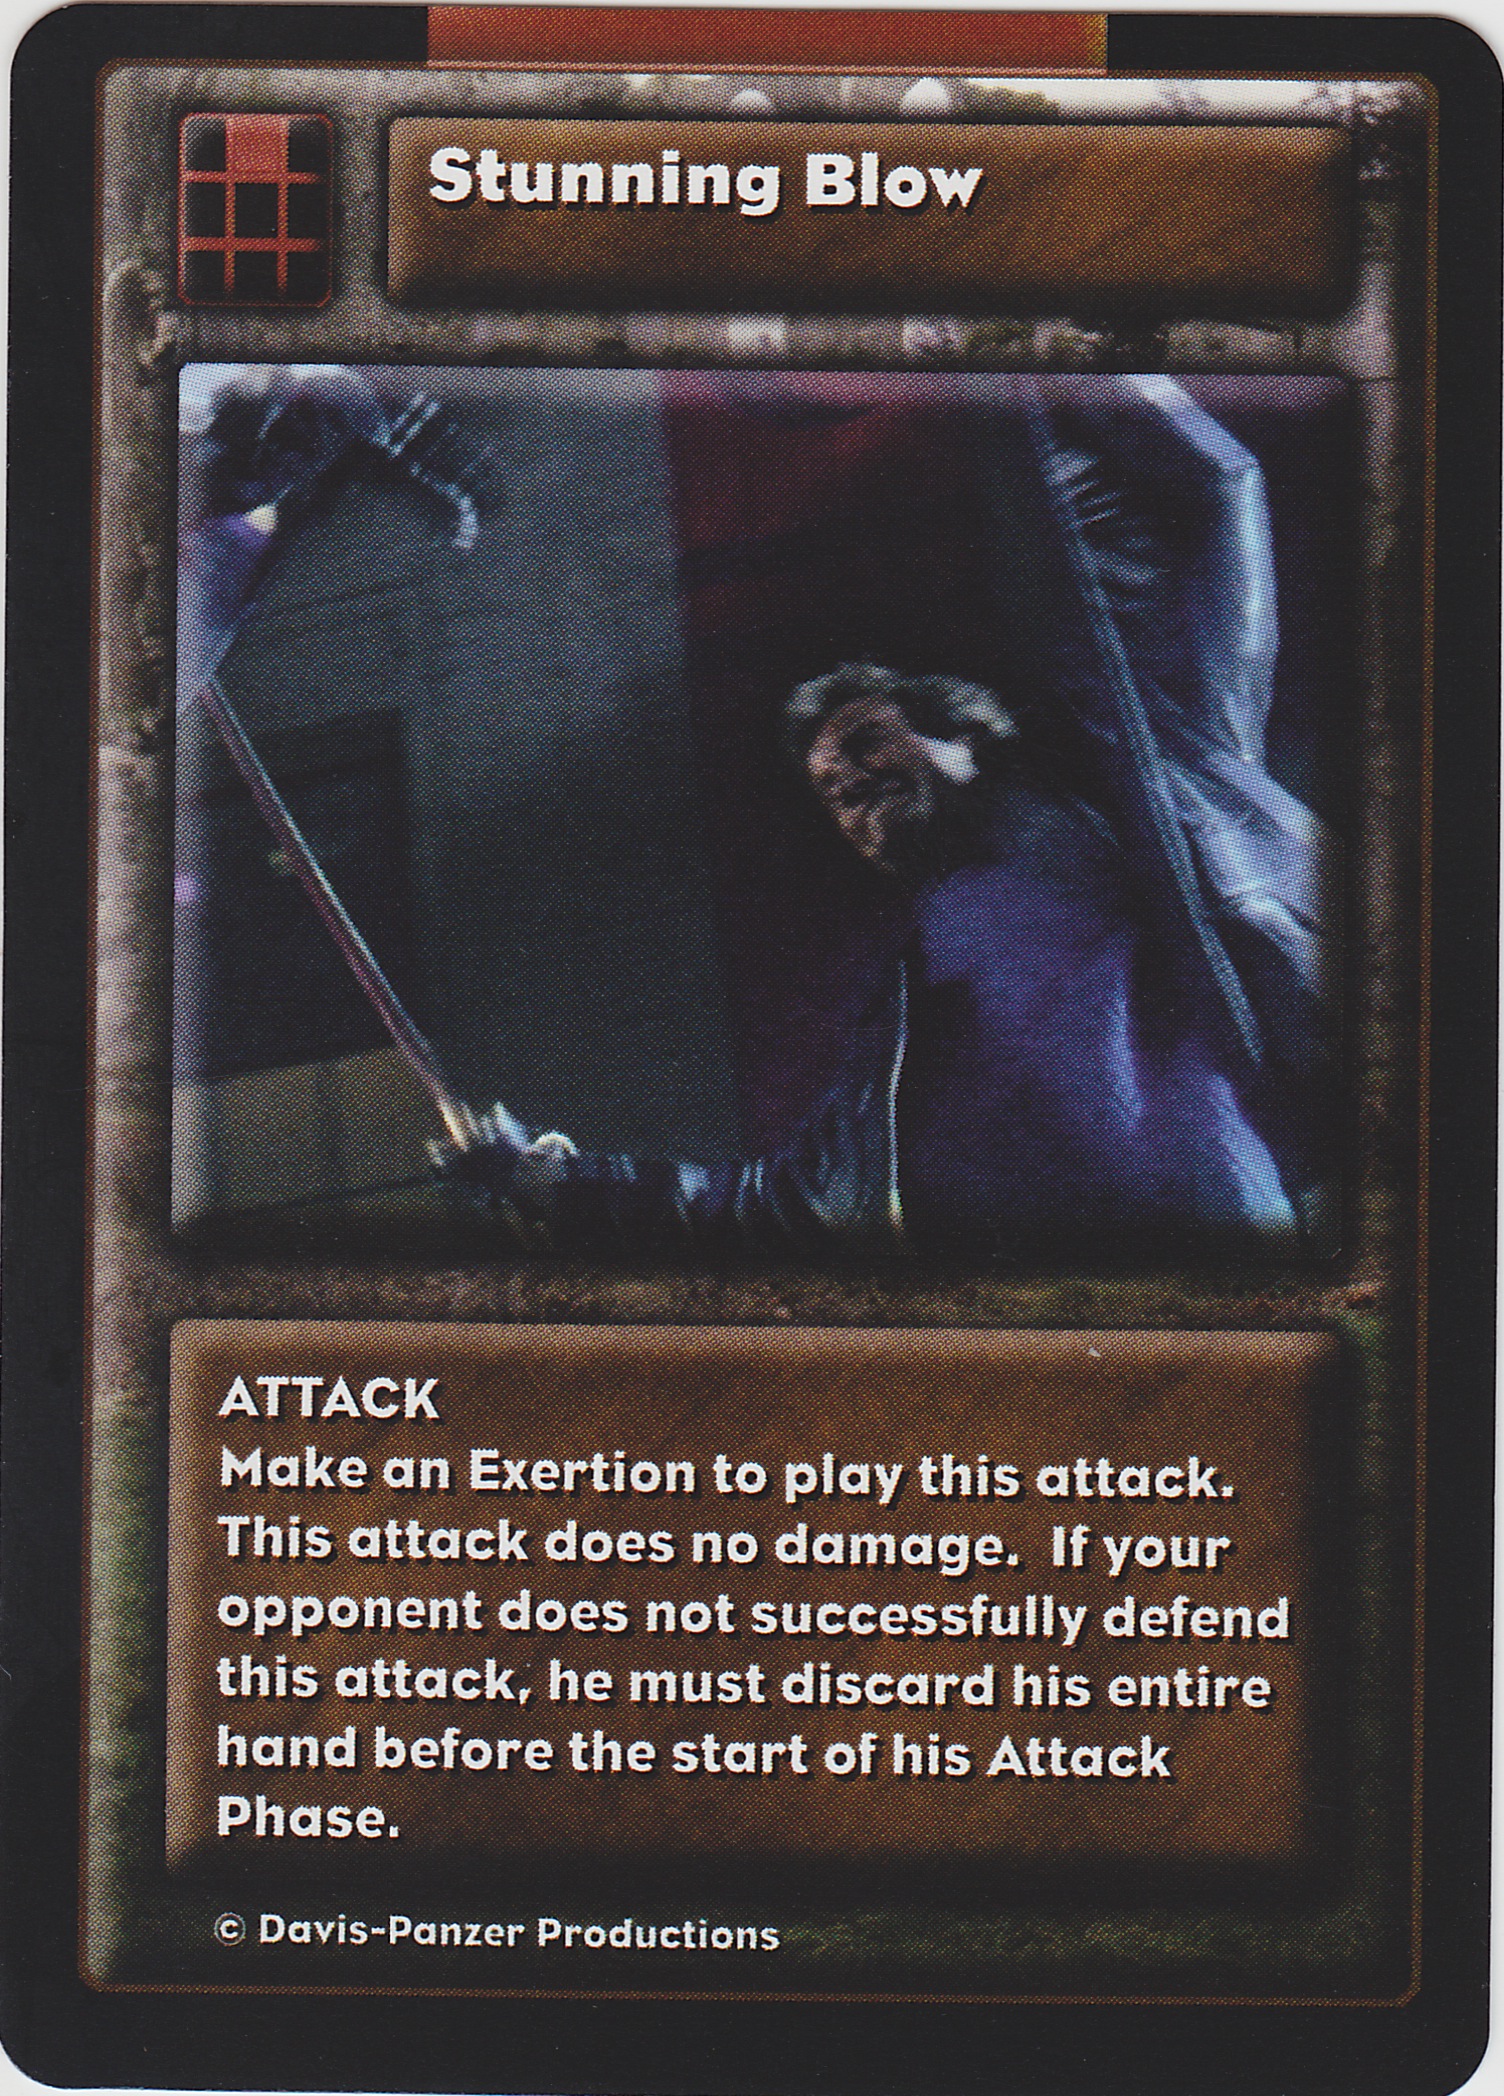 Stunning Blow
ATTACK
Make an Exertion to play this attack.
This attack does no damage.  If your
opponent does not successfully defend
this attack, he must discard his entire
hand before the start of his Attack
Phase.
© Davis-Panzer Productions